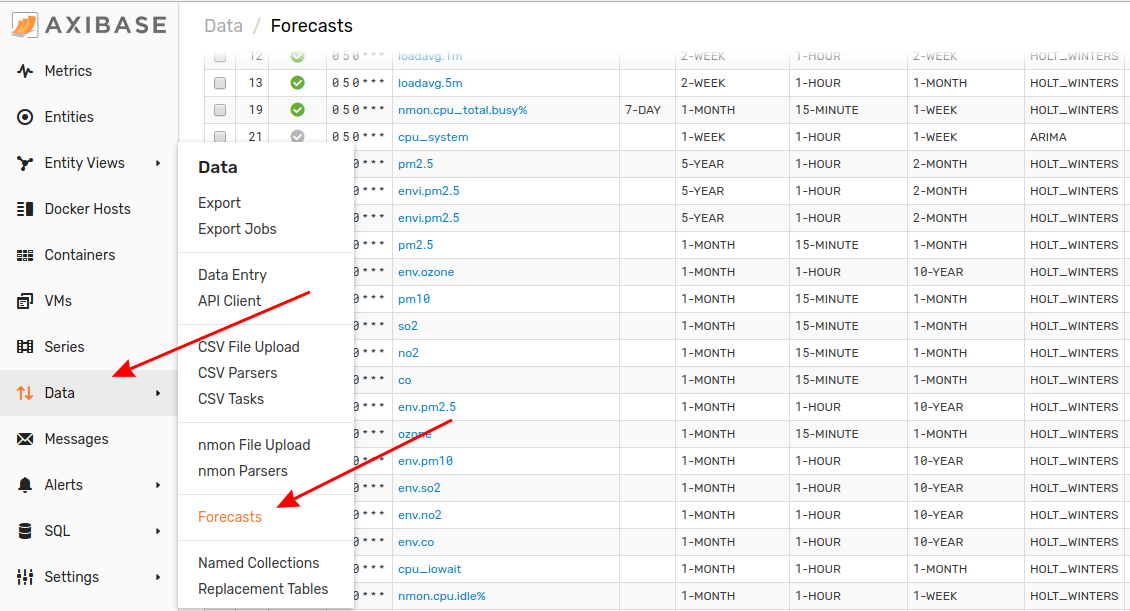 AXIBASE
Data / Forecasts
Metrics
Entities
Entity Views
Docker Hosts
Containers
VMs
Series
Data
Messages
Alerts
SQL
Settings
Data
Export
Export Jobs
Data Entry
API Client
CSV File Upload
CSV Parsers
CSV Tasks
nmon File Upload
nmon Parsers
Forecasts
Named Collections
Replacement Tables
12 0 5 0 * * * loadavg.1m 2-WEEK 1-HOUR 2-WEEK HOLT_WINTERS
13 0 5 0 * * * loadavg.5m 2-WEEK 1-HOUR 1-MONTH HOLT_WINTERS
19 0 5 0 * * * nmon.cpu_total.busy% 7-DAY 1-MONTH 15-MINUTE 1-WEEK HOLT_WINTERS
21 0 5 0 * * * cpu_system 1-WEEK 1-HOUR 1-WEEK ARIMA
0 * * * pm2.5 5-YEAR 1-HOUR 2-MONTH HOLT_WINTERS
0 * * * envi.pm2.5 5-YEAR 1-HOUR 2-MONTH HOLT_WINTERS
0 * * * envi.pm2.5 5-YEAR 1-HOUR 2-MONTH HOLT_WINTERS
0 * * * pm2.5 1-MONTH 15-MINUTE 1-MONTH HOLT_WINTERS
0 * * * env.ozone 1-MONTH 1-HOUR 10-YEAR HOLT_WINTERS
0 * * * pm10 1-MONTH 15-MINUTE 1-MONTH HOLT_WINTERS
0 * * * so2 1-MONTH 15-MINUTE 1-MONTH HOLT_WINTERS
0 * * * no2 1-MONTH 15-MINUTE 1-MONTH HOLT_WINTERS
0 * * * co 1-MONTH 15-MINUTE 1-MONTH HOLT_WINTERS
0 * * * env.pm2.5 1-MONTH 1-HOUR 10-YEAR HOLT_WINTERS
0 * * * ozone 1-MONTH 15-MINUTE 1-MONTH HOLT_WINTERS
0 * * * env.pm10 1-MONTH 1-HOUR 10-YEAR HOLT_WINTERS
0 * * * env.so2 1-MONTH 1-HOUR 10-YEAR HOLT_WINTERS
0 * * * env.no2 1-MONTH 1-HOUR 10-YEAR HOLT_WINTERS
0 * * * env.co 1-MONTH 1-HOUR 10-YEAR HOLT_WINTERS
0 * * * cpu_iowait 1-MONTH 1-HOUR 1-MONTH HOLT_WINTERS
0 * * * nmon.cpu.idle% 1-MONTH 1-HOUR 1-WEEK HOLT_WINTERS